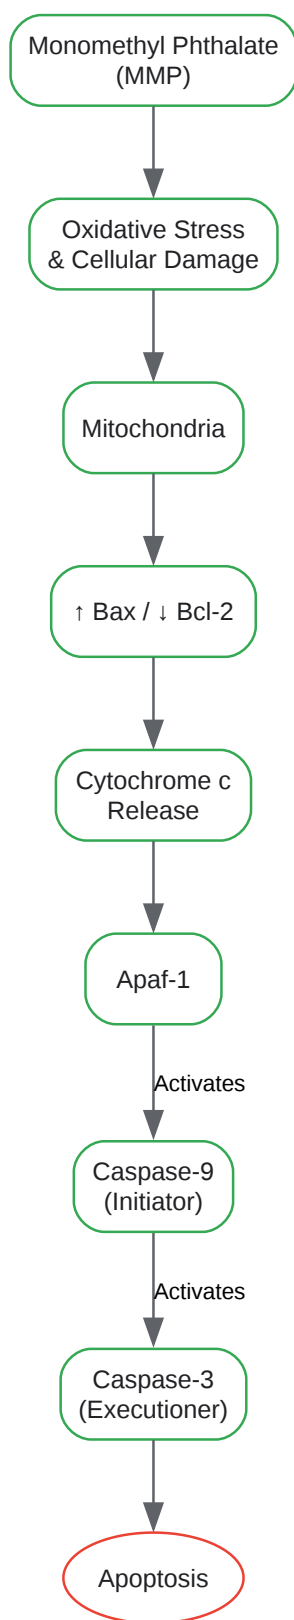 Monomethyl Phthalate
(MMP)
Oxidative Stress
& Cellular Damage
Mitochondria
↑ Bax / ↓ Bcl-2
Cytochrome c
Release
Apaf-1
Activates
Caspase-9
(Initiator)
Activates
Caspase-3
(Executioner)
Apoptosis